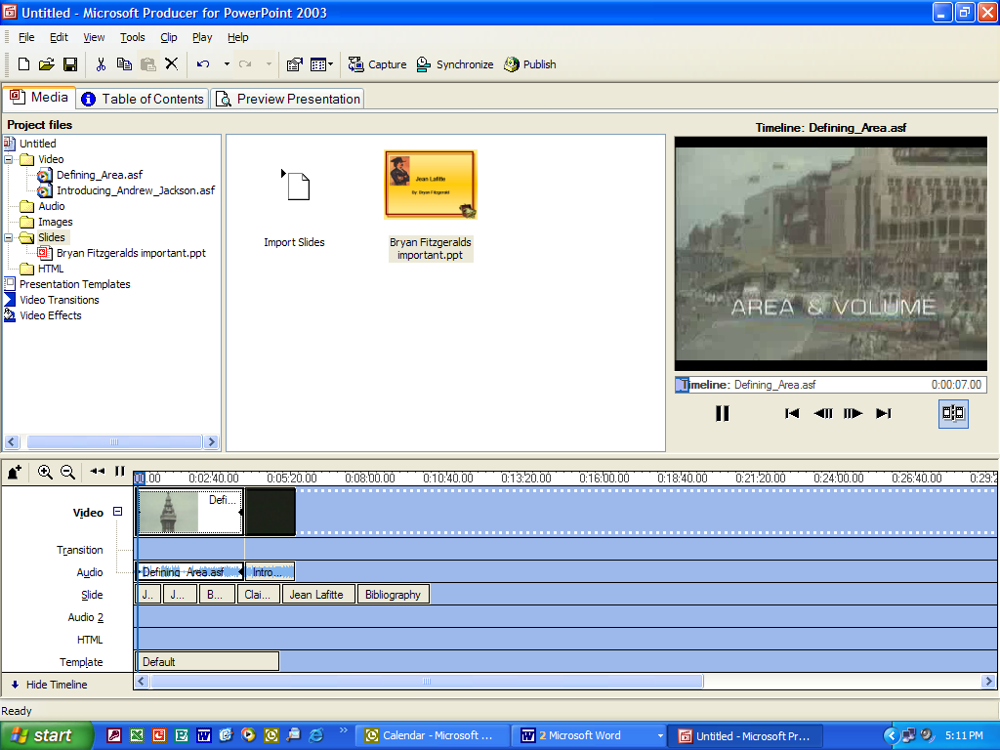 Untitled - Microsoft Producer for PowerPoint 2003
File Edit View Tools Clip Play Help
Capture Synchronize Publish
Media Table of Contents Preview Presentation
Project files
Untitled
Video
Defining_Area.asf
Introducing_Andrew_Jackson.asf
Audio
Images
Slides
Bryan Fitzgeralds important.ppt
HTML
Presentation Templates
Video Transitions
Video Effects
Import Slides
Jean Lafitte
by Bryan Fitzgerald
Bryan Fitzgeralds
important.ppt
Timeline: Defining_Area.asf
AREA & VOLUME
Timeline: Defining_Area.asf 0:00:07.00
00.00 0:02:40.00 0:05:20.00 0:08:00.00 0:10:40.00 0:13:20.00 0:16:00.00 0:18:40.00 0:21:20.00 0:24:00.00 0:26:40.00 0:29:2
Video Defi...
Transition
Audio Defining_Area.asf Intro...
Slide J... J... B... Clai... Jean Lafitte Bibliography
Audio 2
HTML
Template Default
Hide Timeline
Ready
start Calendar - Microsoft ... 2 Microsoft Word Untitled - Microsoft Pr... 5:11 PM